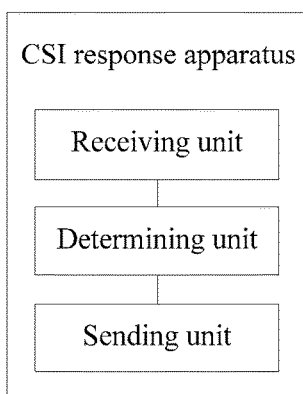 CSI response apparatus
Receiving unit
Determining unit
Sending unit